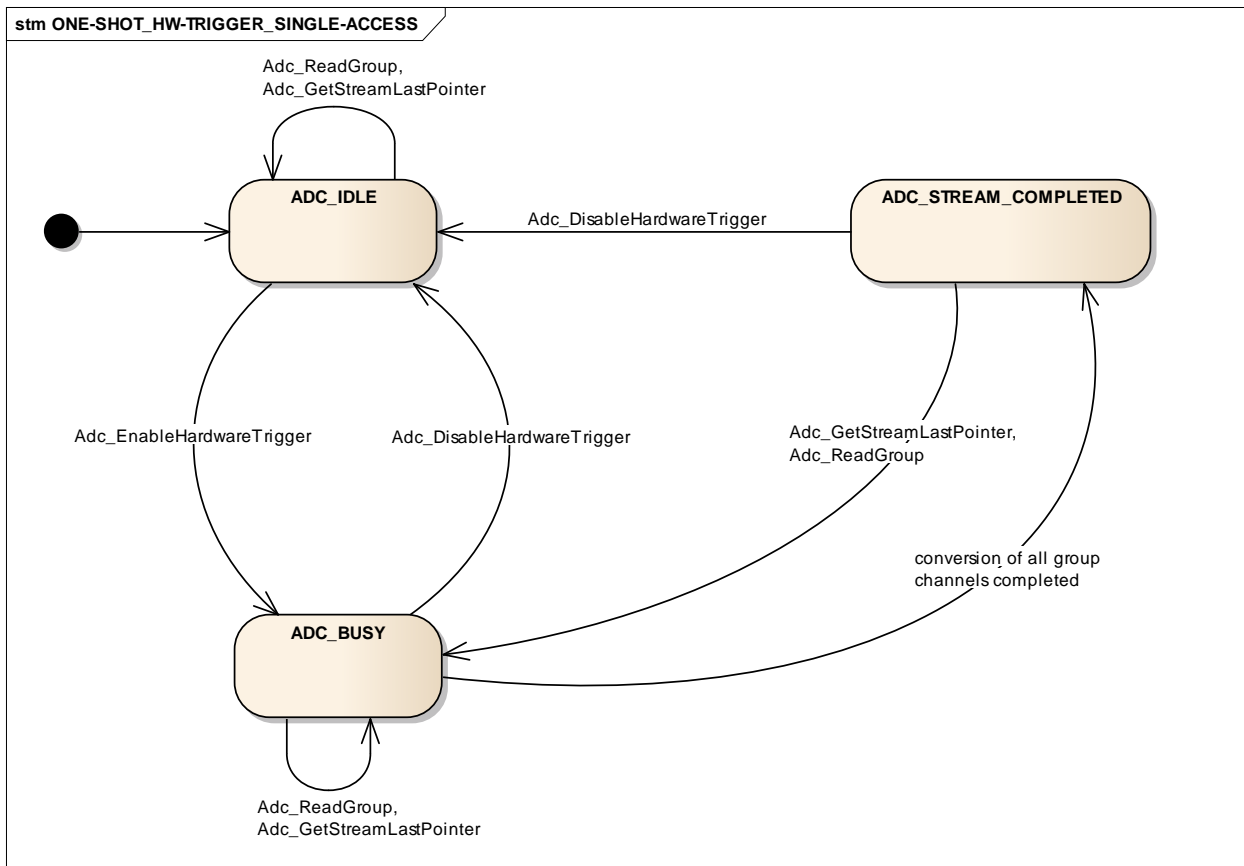 stm ONE-SHOT_HW-TRIGGER_SINGLE-ACCESS
Adc_ReadGroup,
Adc_GetStreamLastPointer
ADC_IDLE
ADC_STREAM_COMPLETED
Adc_DisableHardwareTrigger
Adc_EnableHardwareTrigger
Adc_DisableHardwareTrigger
Adc_GetStreamLastPointer,
Adc_ReadGroup
conversion of all group
channels completed
ADC_BUSY
Adc_ReadGroup,
Adc_GetStreamLastPointer